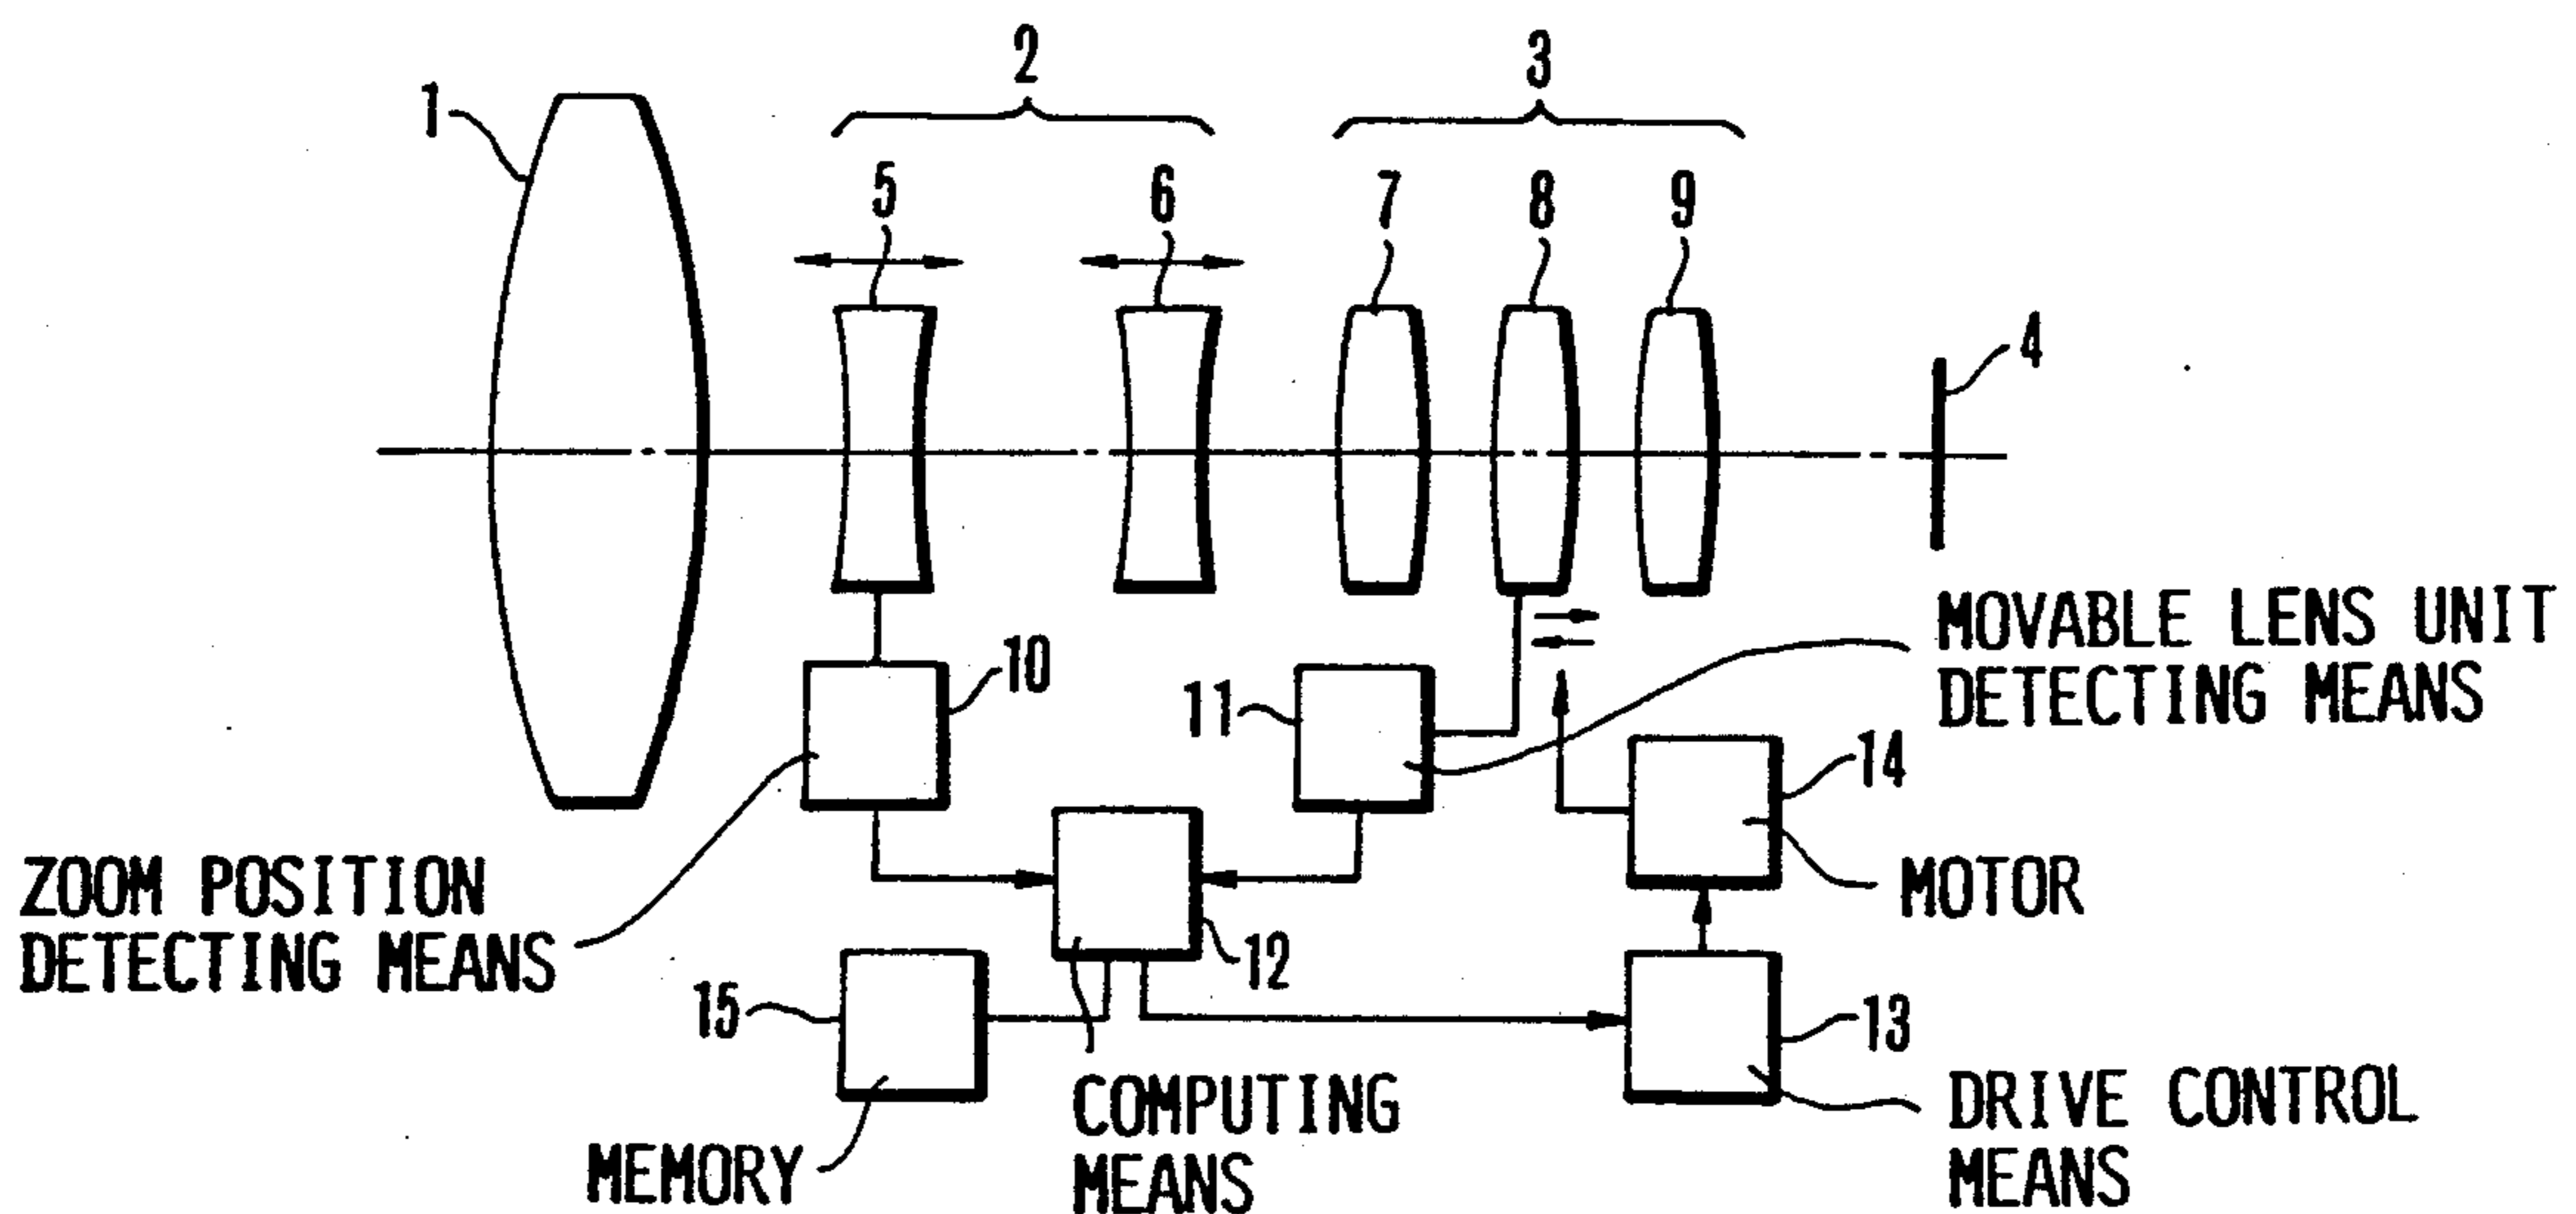 2
3
1
5
6
7
8
9
4
MOVABLE LENS UNIT
DETECTING MEANS
10
11
14
ZOOM POSITION
DETECTING MEANS
MOTOR
12
15
13
COMPUTING
MEANS
DRIVE CONTROL
MEANS
MEMORY